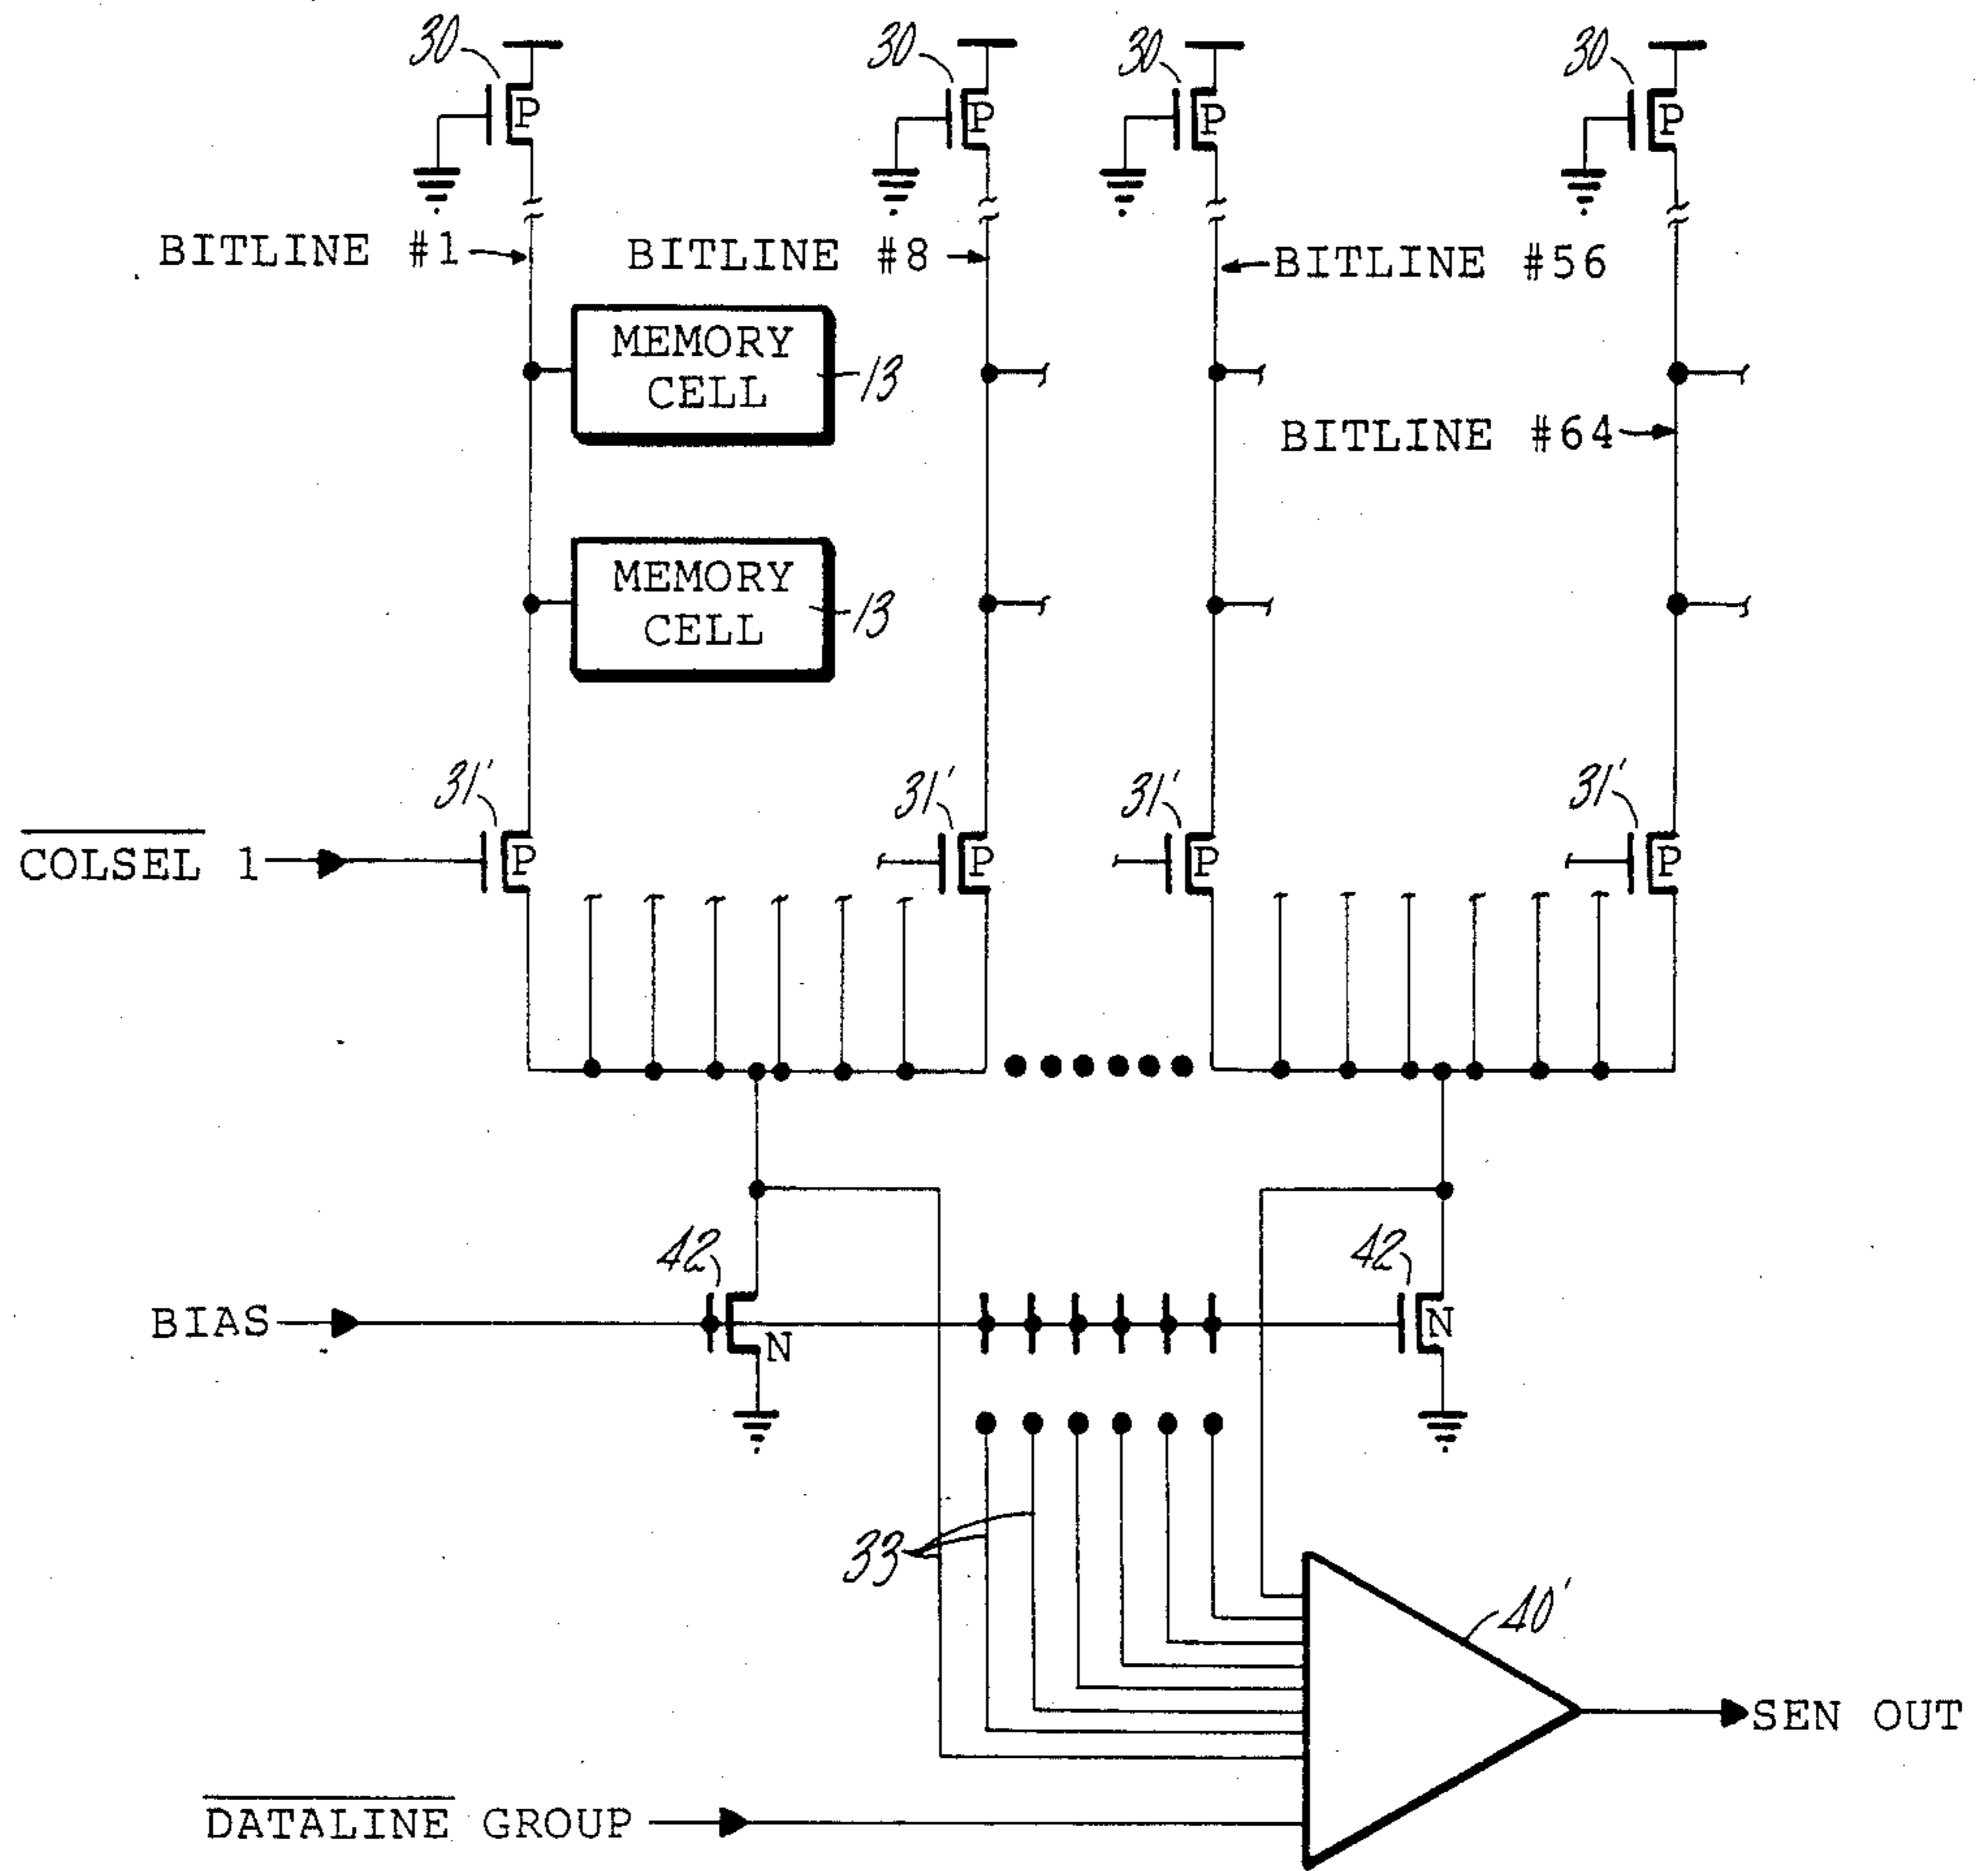 30 30 30 30
P P P P
BITLINE #1 BITLINE #8 BITLINE #56
MEMORY
CELL
13
BITLINE #64
MEMORY
CELL
13
31' 31' 31' 31'
COLSEL 1 P P P P
42 42
BIAS N N
33
40'
SEN OUT
DATALINE GROUP